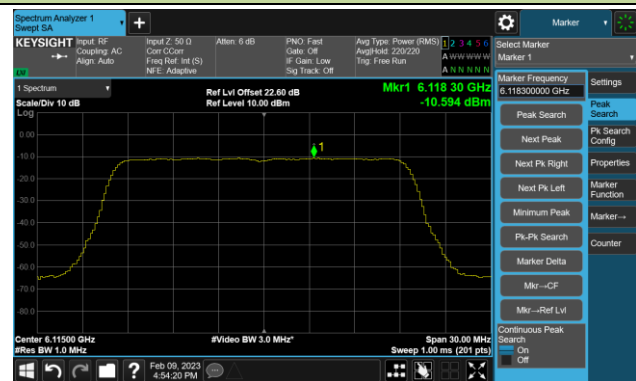 Spectrum Analyzer 1
Swept SA
Marker
KEYSIGHT
Input: RF
Coupling: AC
Align: Auto
Input Z: 50 Ω
Corr CCorr
Freq Ref: Int (S)
NFE: Adaptive
Atten: 6 dB
PNO: Fast
Gate: Off
IF Gain: Low
Sig Track: Off
Avg Type: Power (RMS)
Avg|Hold: 220/220
Trig: Free Run
1 2 3 4 5 6
A W W W W W
A N N N N N
Select Marker
Marker 1
1 Spectrum
Scale/Div 10 dB
Log
Ref Lvl Offset 22.60 dB
Ref Level 10.00 dBm
Mkr1 6.118 30 GHz
-10.594 dBm
0.00
-10.0
-20.0
-30.0
-40.0
-50.0
-60.0
-70.0
-80.0
1
Center 6.11500 GHz
#Res BW 1.0 MHz
#Video BW 3.0 MHz*
Span 30.00 MHz
Sweep 1.00 ms (201 pts)
Marker Frequency
6.118300000 GHz
Peak Search
Next Peak
Next Pk Right
Next Pk Left
Minimum Peak
Pk-Pk Search
Marker Delta
Mkr→CF
Mkr→Ref Lvl
Continuous Peak
Search
On
Off
Settings
Peak
Search
Pk Search
Config
Properties
Marker
Function
Marker→
Counter
Feb 09, 2023
4:54:20 PM